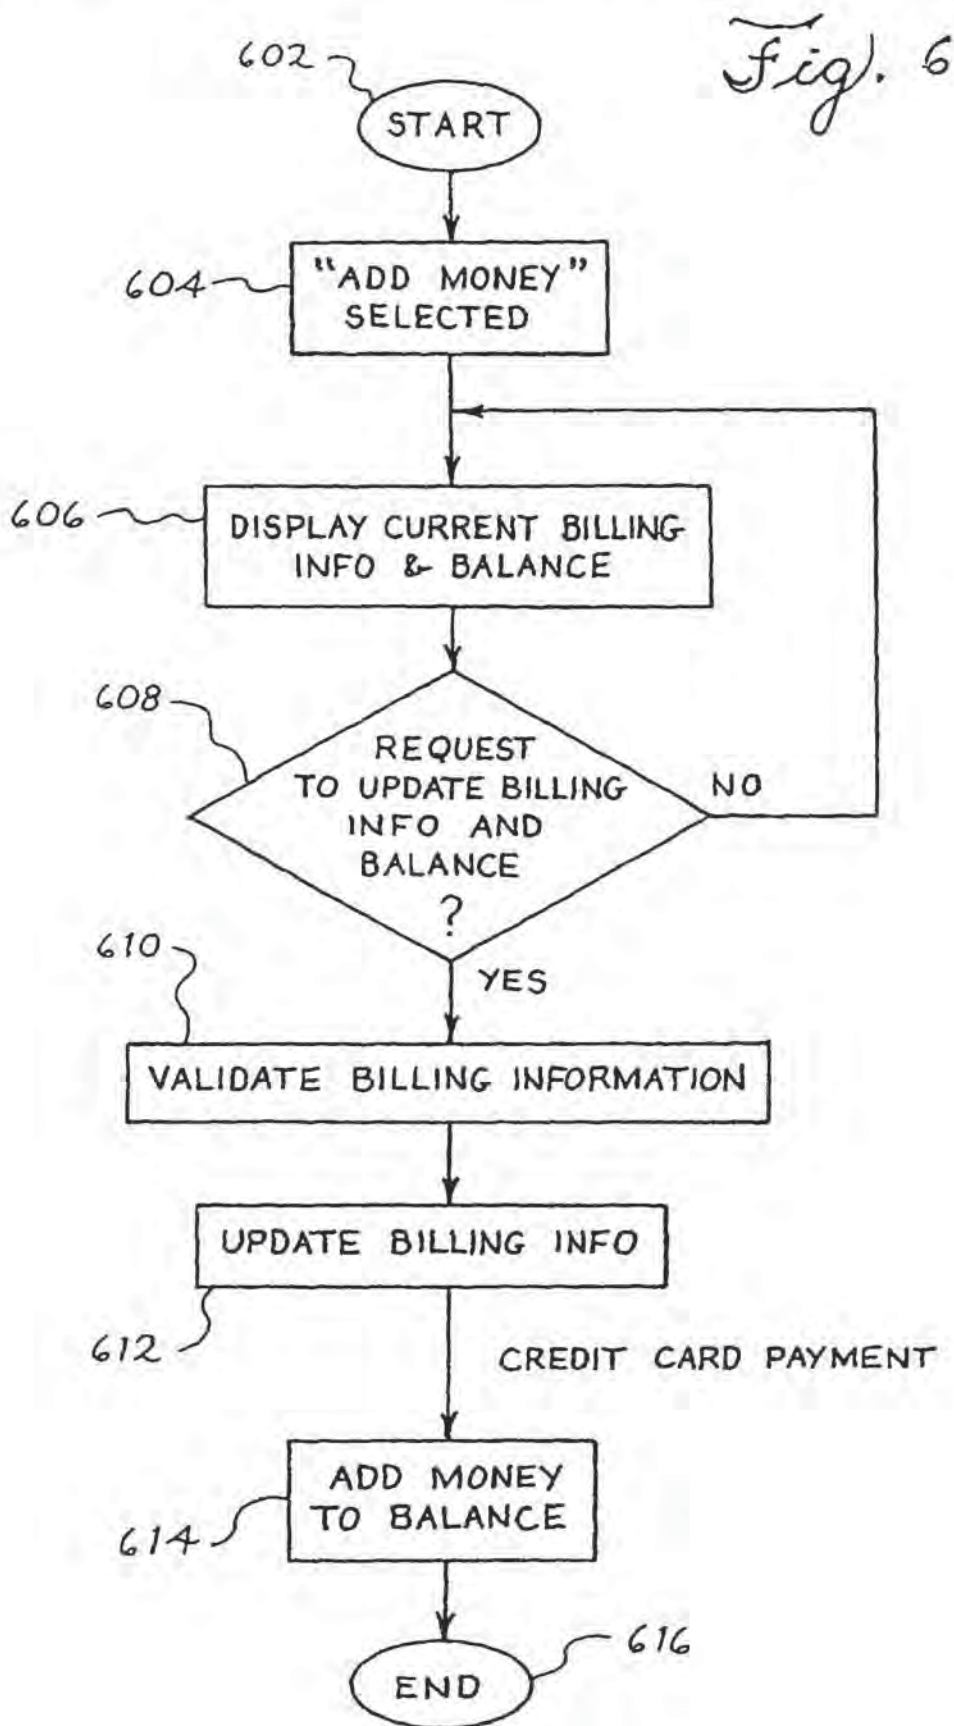 Fig. 6
602
START
604
"ADD MONEY"
SELECTED
606
DISPLAY CURRENT BILLING
INFO & BALANCE
608
REQUEST
TO UPDATE BILLING
INFO AND
BALANCE
?
NO
YES
610
VALIDATE BILLING INFORMATION
UPDATE BILLING INFO
612
CREDIT CARD PAYMENT
ADD MONEY
TO BALANCE
614
616
END